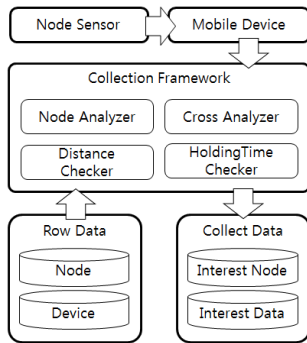 Node Sensor
Mobile Device
Collection Framework
Node Analyzer
Cross Analyzer
Distance
Checker
HoldingTime
Checker
Row Data
Node
Device
Collect Data
Interest Node
Interest Data